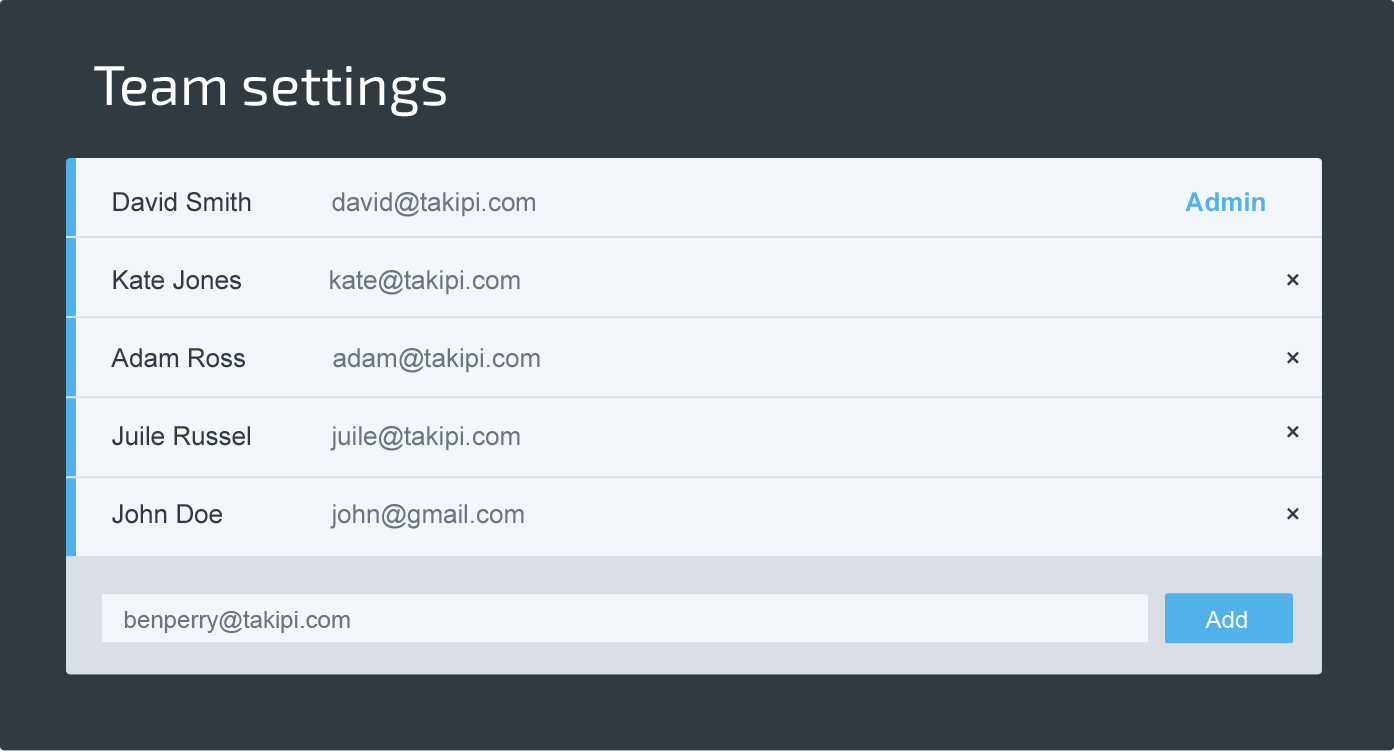 Team settings
David Smith david@takipi.com Admin
Kate Jones kate@takipi.com ×
Adam Ross adam@takipi.com ×
Juile Russel juile@takipi.com ×
John Doe john@gmail.com ×
benperry@takipi.com Add